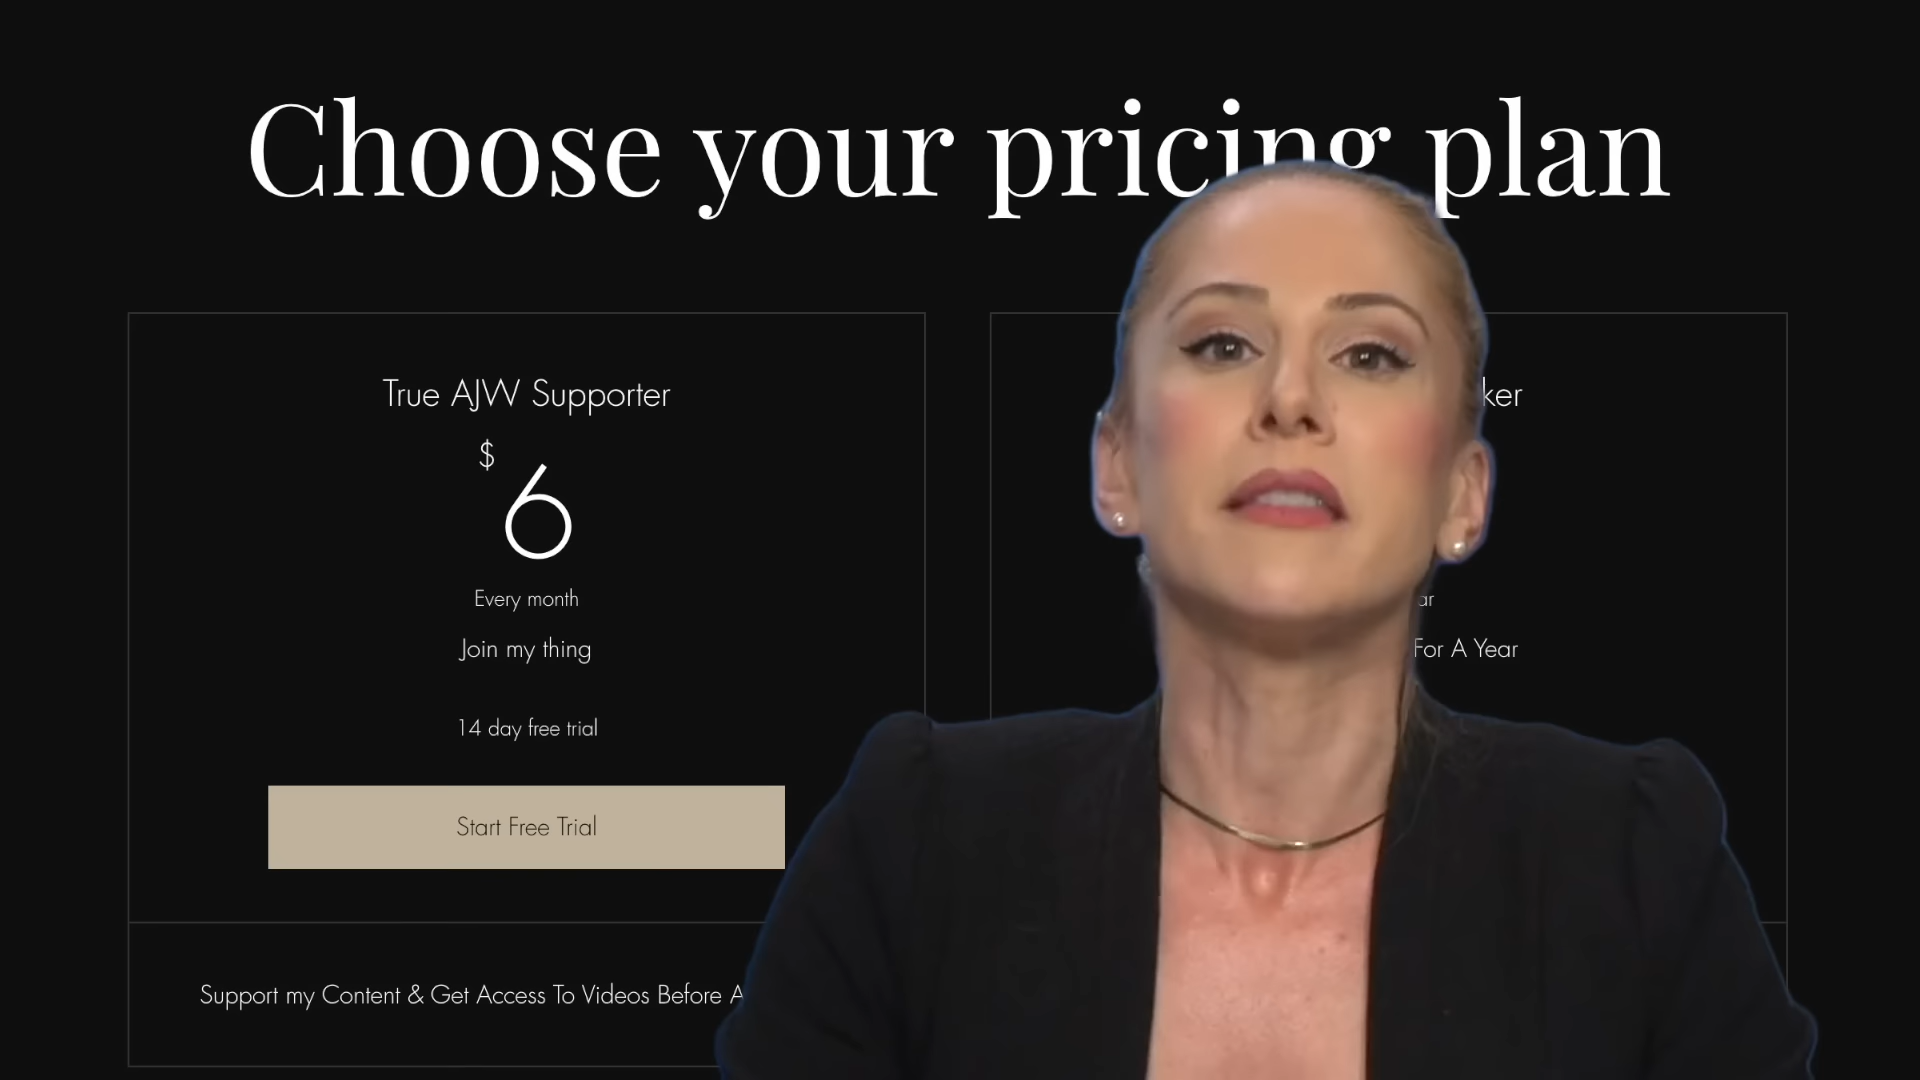 Choose your pricing plan
True AJW Supporter
$
6
Every month
Join my thing
14 day free trial
Start Free Trial
Support my Content & Get Access To Videos Before
For A Year